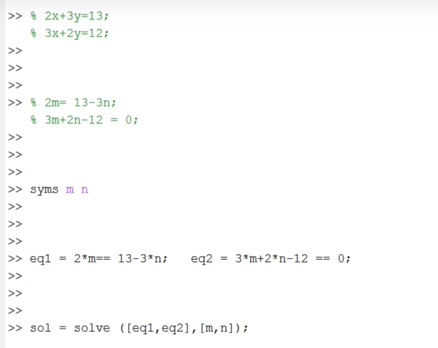 >> % 2x+3y=13;
% 3x+2y=12;
>>
>>
>>
>> % 2m= 13-3n;
% 3m+2n-12 = 0;
>>
>>
>>
>> syms m n
>>
>>
>>
>> eq1 = 2*m== 13-3*n;   eq2 = 3*m+2*n-12 == 0;
>>
>>
>>
>> sol = solve ([eq1,eq2],[m,n]);